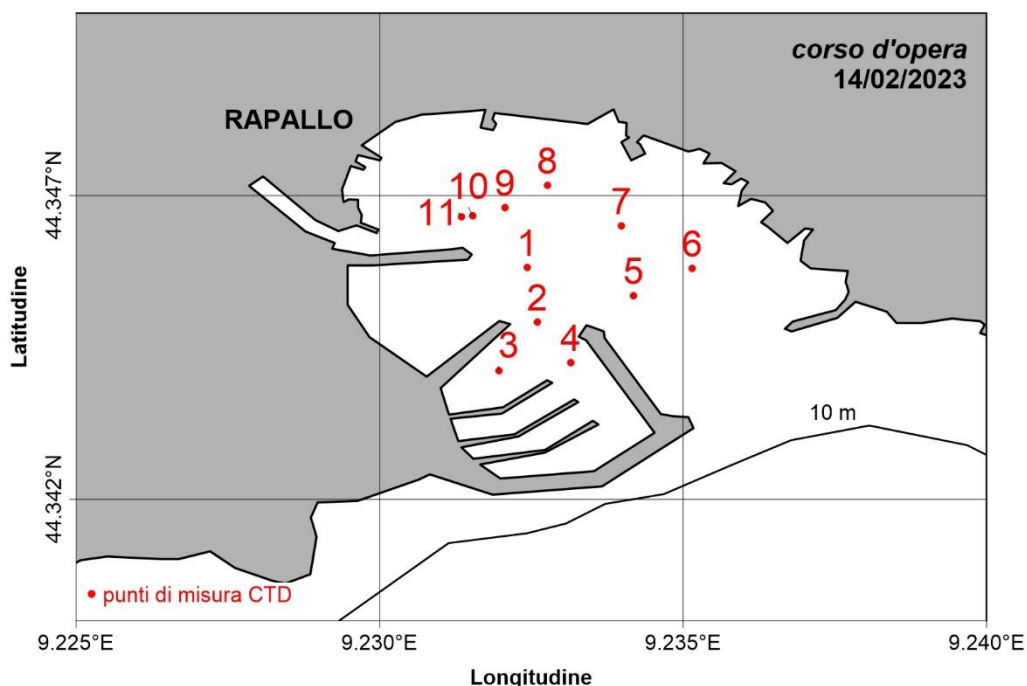 corso d'opera
14/02/2023
RAPALLO
8
10 9
11
7
1
6
5
2
3
4
10 m
punti di misura CTD
44.347°N
44.342°N
Latitudine
9.225°E 9.230°E 9.235°E 9.240°E
Longitudine